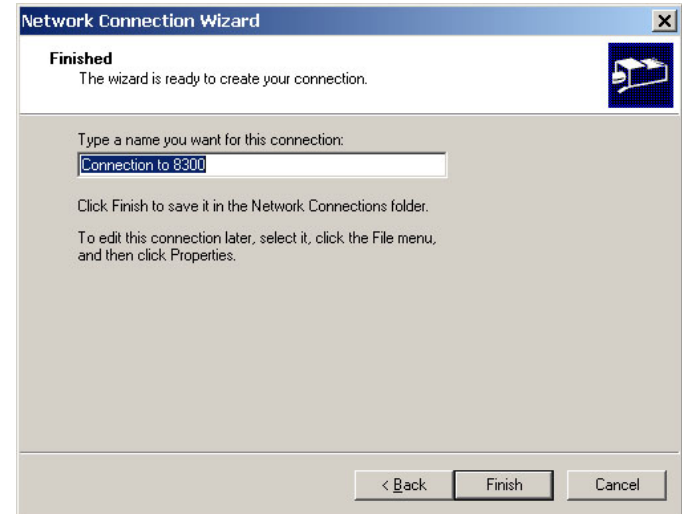 Network Connection Wizard
Finished
The wizard is ready to create your connection.
Type a name you want for this connection:
Connection to 8300
Click Finish to save it in the Network Connections folder.
To edit this connection later, select it, click the File menu,
and then click Properties.
< Back Finish Cancel